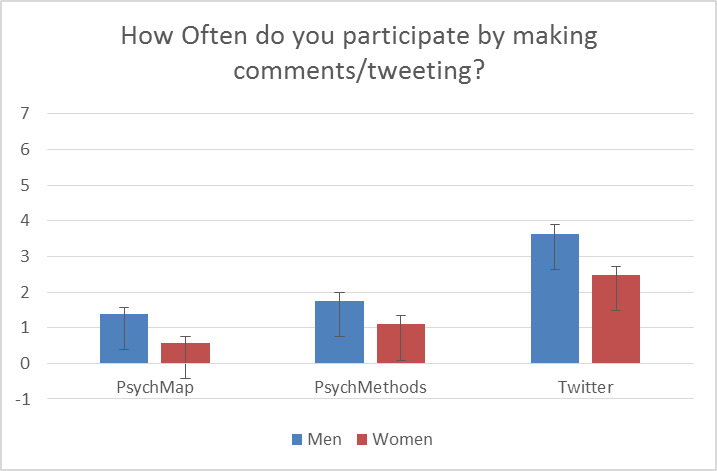 How Often do you participate by making
comments/tweeting?
7
6
5
4
3
2
1
0
-1
PsychMap PsychMethods Twitter
Men Women